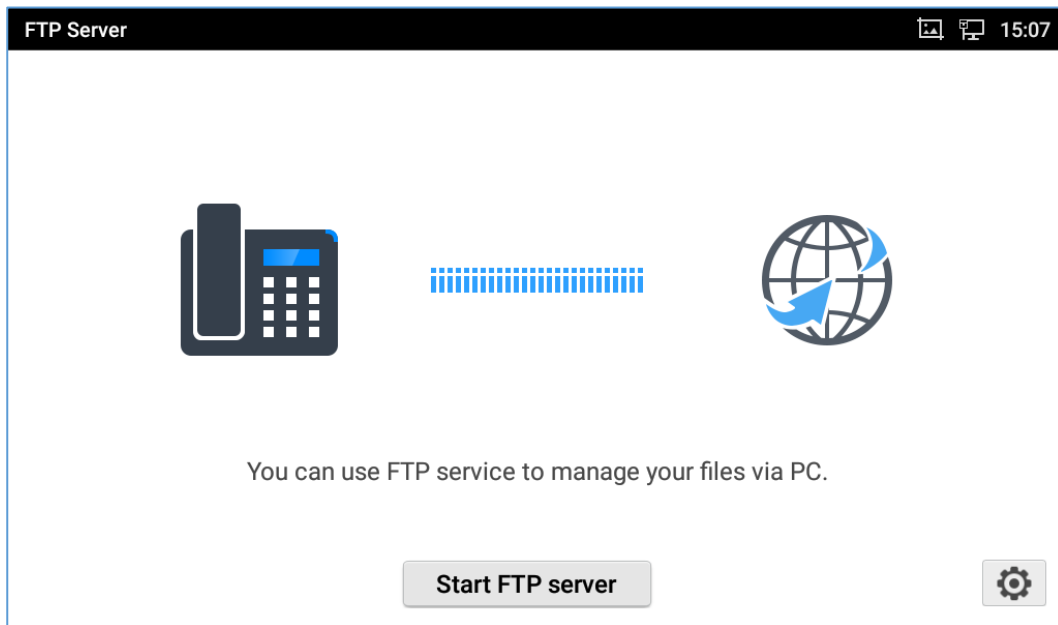 FTP Server 15:07
You can use FTP service to manage your files via PC.
Start FTP server